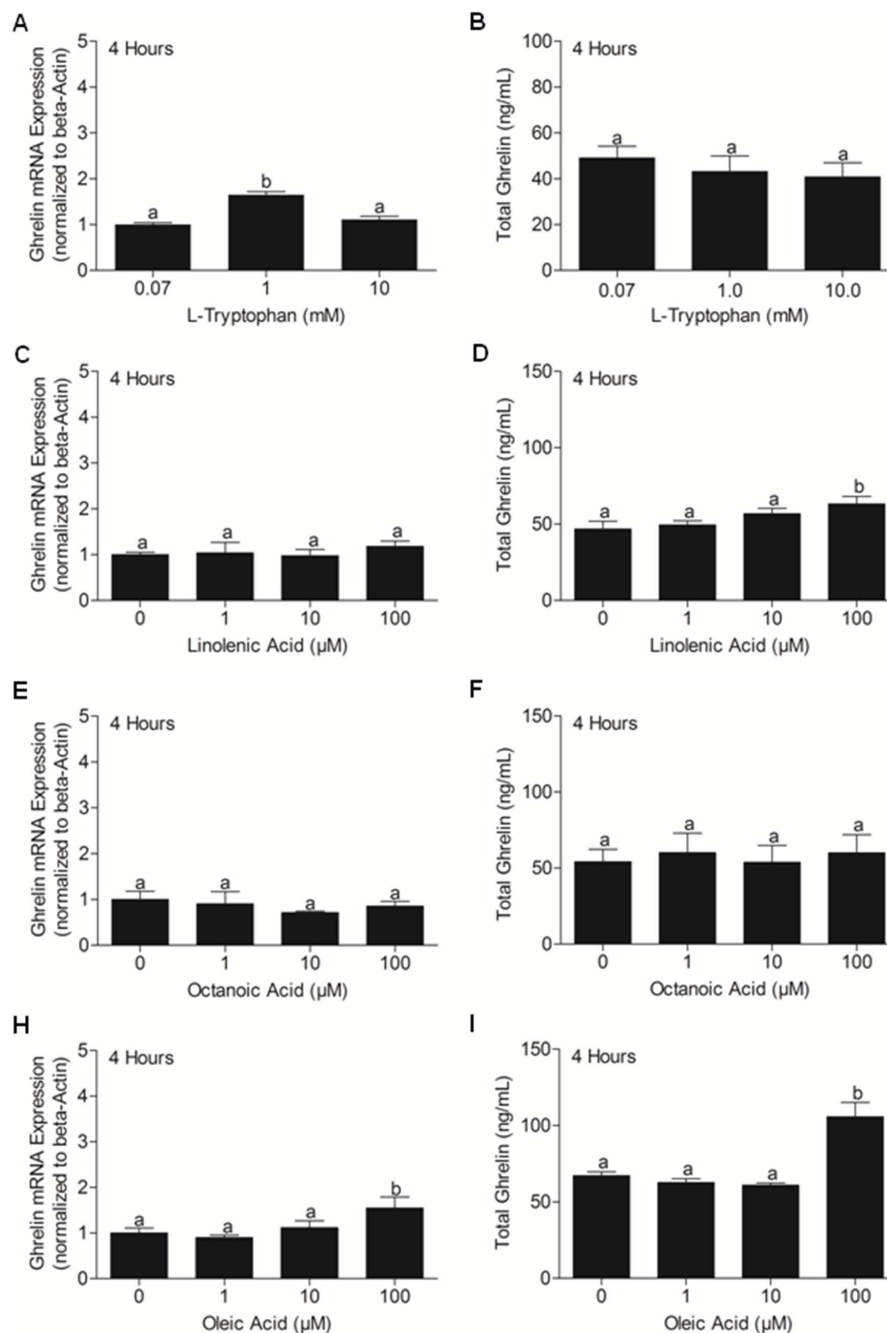 A
4 Hours
Ghrelin mRNA Expression
(normalized to beta-Actin)
5
4
3
2
1
0
a
b
a
0.07
1
10
L-Tryptophan (mM)
B
4 Hours
Total Ghrelin (ng/mL)
100
80
60
40
20
0
a
a
a
0.07
1.0
10.0
L-Tryptophan (mM)
C
4 Hours
Ghrelin mRNA Expression
(normalized to beta-Actin)
5
4
3
2
1
0
a
a
a
a
0
1
10
100
Linolenic Acid (µM)
D
4 Hours
Total Ghrelin (ng/mL)
150
100
50
0
a
a
a
b
0
1
10
100
Linolenic Acid (µM)
E
4 Hours
Ghrelin mRNA Expression
(normalized to beta-Actin)
5
4
3
2
1
0
a
a
a
a
0
1
10
100
Octanoic Acid (µM)
F
4 Hours
Total Ghrelin (ng/mL)
150
100
50
0
a
a
a
a
0
1
10
100
Octanoic Acid (µM)
H
4 Hours
Ghrelin mRNA Expression
(normalized to beta-Actin)
5
4
3
2
1
0
a
a
a
b
0
1
10
100
Oleic Acid (µM)
I
4 Hours
Total Ghrelin (ng/mL)
150
100
50
0
a
a
a
b
0
1
10
100
Oleic Acid (µM)